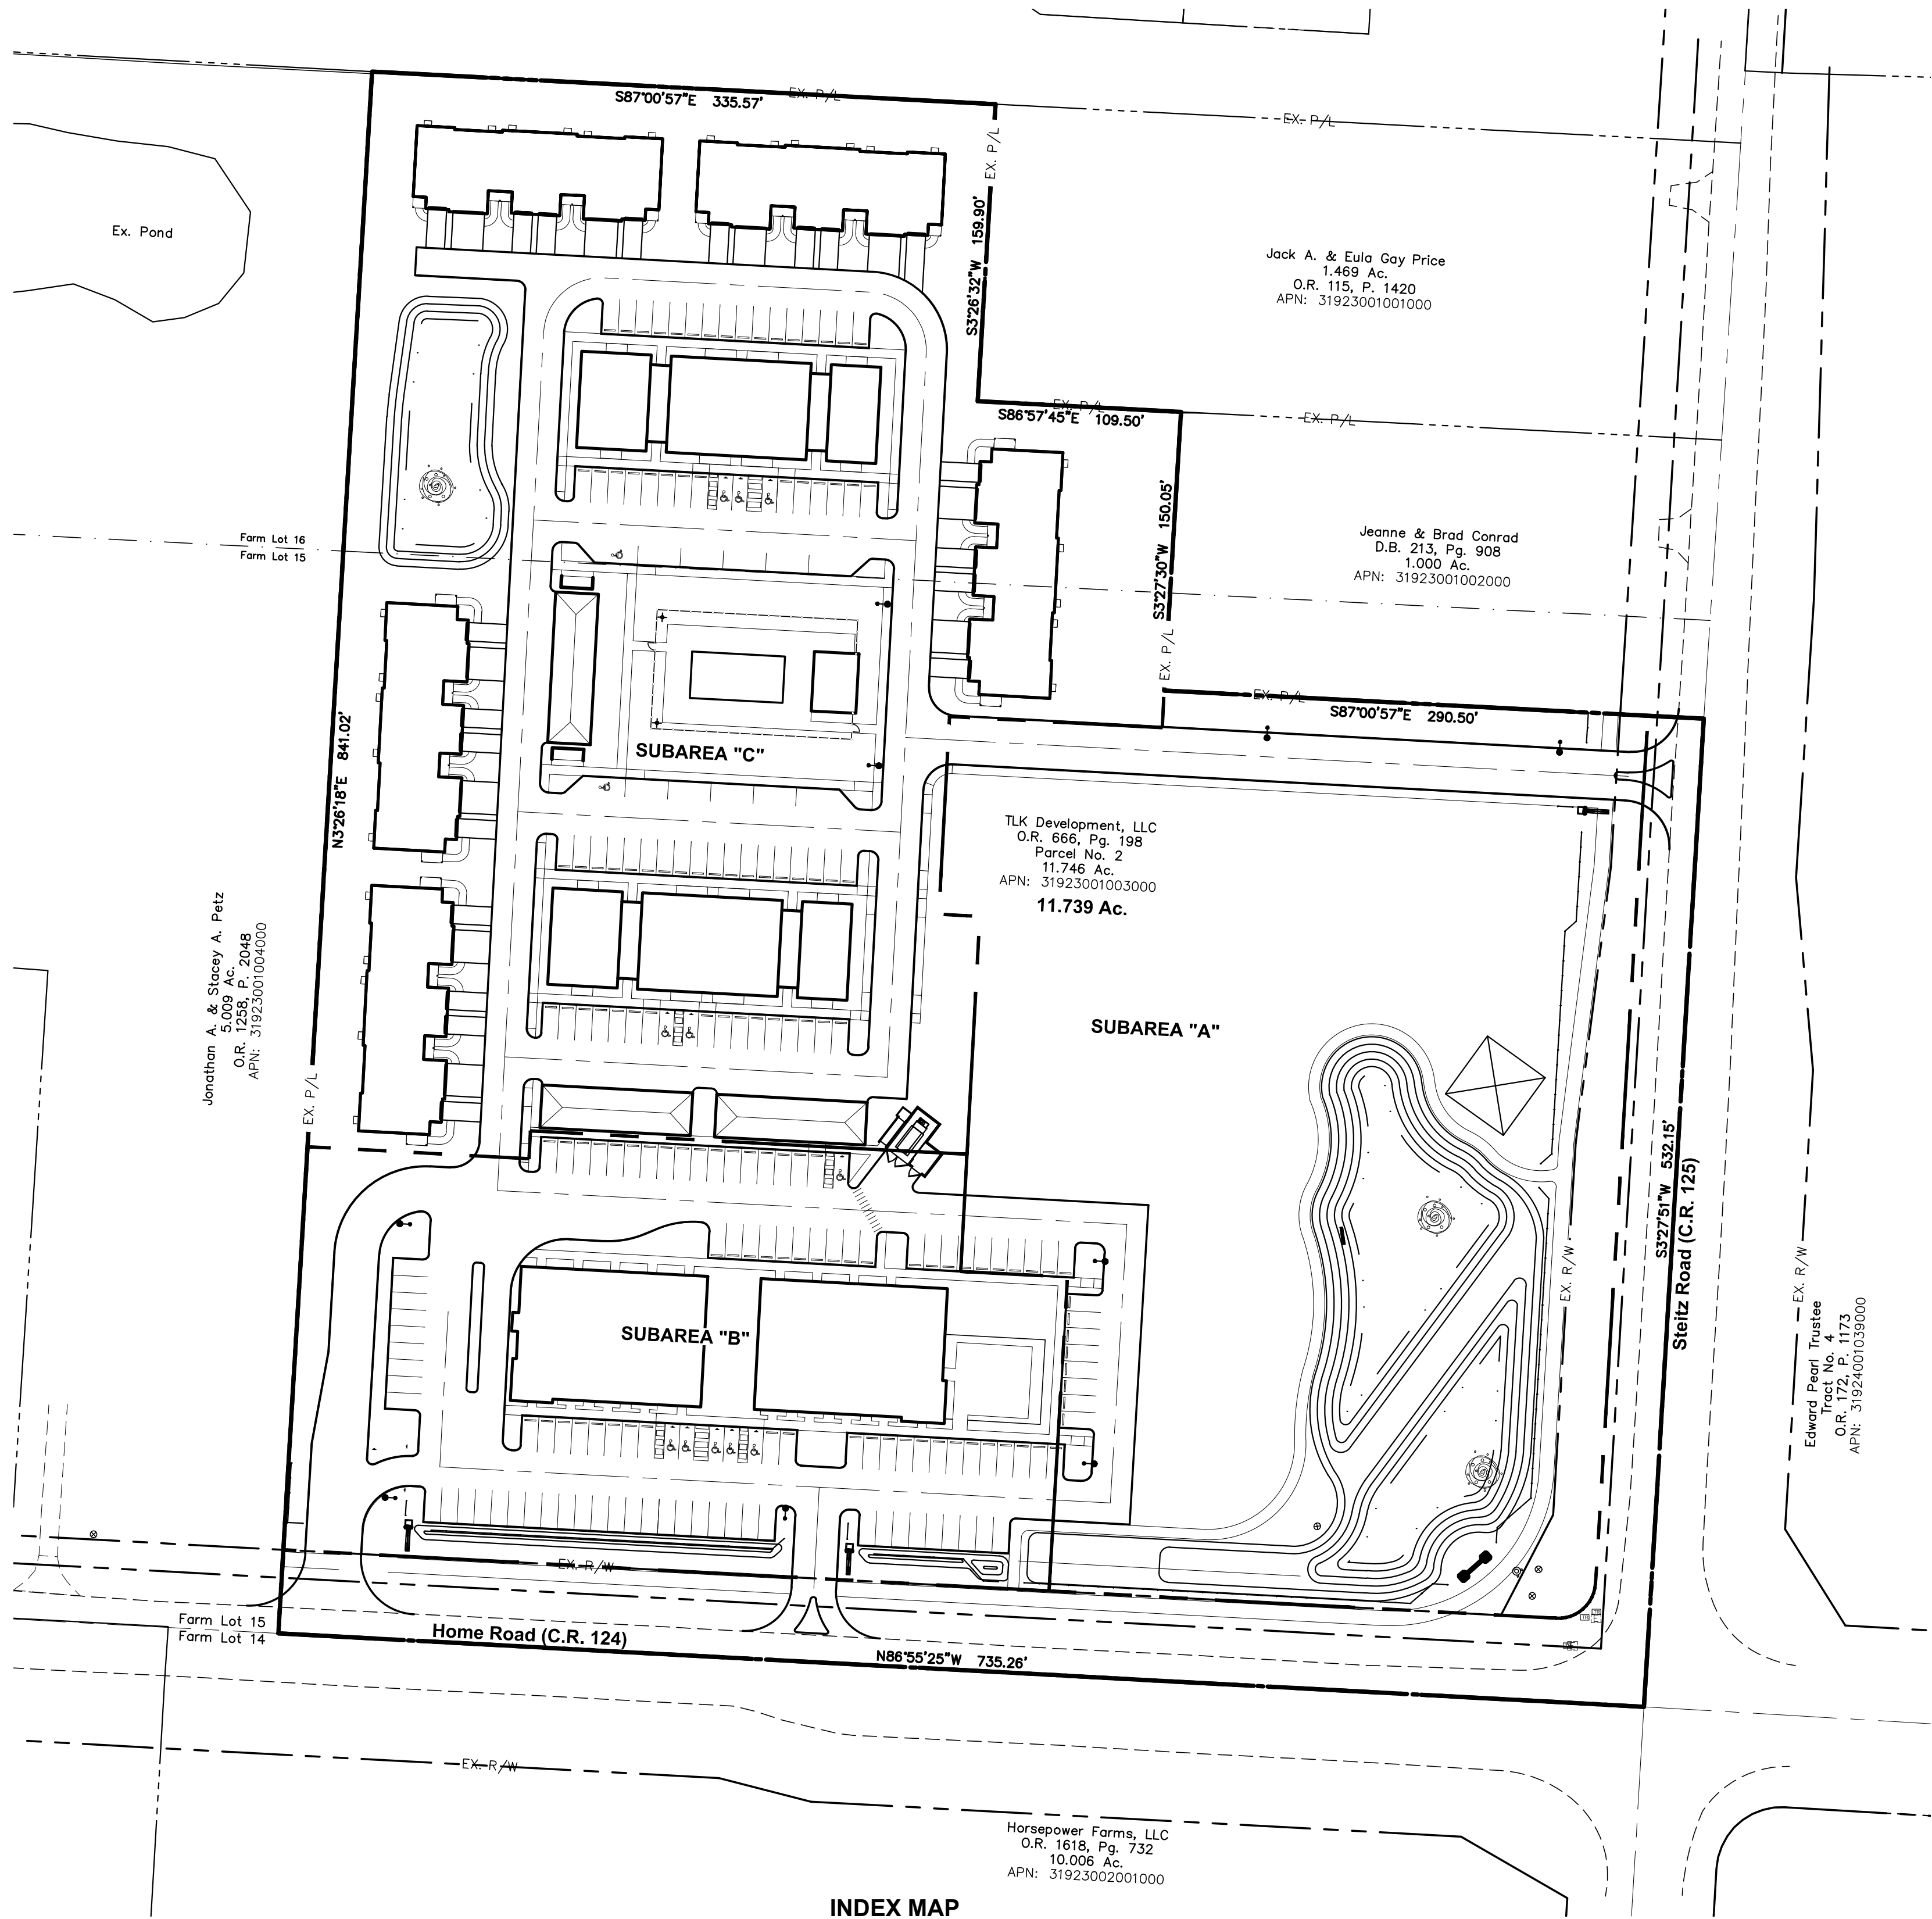 S87°00'57"E 335.57'
EX. P/L
EX. P/L
EX. P/L
Ex. Pond
S3°26'32"W 159.90'
Jack A. & Eula Gay Price
1.469 Ac.
O.R. 115, P. 1420
APN: 31923001001000
EX. P/L
S86°57'45"E 109.50'
EX. P/L
Farm Lot 16
Farm Lot 15
S3°27'30"W 150.05'
EX. P/L
Jeanne & Brad Conrad
D.B. 213, Pg. 908
1.000 Ac.
APN: 31923001002000
EX. P/L
S87°00'57"E 290.50'
N3°26'18"E 841.02'
EX. P/L
SUBAREA "C"
TLK Development, LLC
O.R. 666, Pg. 198
Parcel No. 2
11.746 Ac.
APN: 31923001003000
11.739 Ac.
Jonathan A. & Stacey A. Petz
5.009 Ac.
O.R. 1258, P. 2048
APN: 31923001004000
SUBAREA "A"
S3°27'51"W 532.15'
Steitz Road (C.R. 125)
EX. R/W
EX. R/W
Edward Pearl Trustee
Tract No. 4
O.R. 172, P. 1173
APN: 31924001039000
SUBAREA "B"
EX. R/W
Farm Lot 15
Farm Lot 14
Home Road (C.R. 124)
N86°55'25"W 735.26'
EX. R/W
Horsepower Farms, LLC
O.R. 1618, Pg. 732
10.006 Ac.
APN: 31923002001000
INDEX MAP